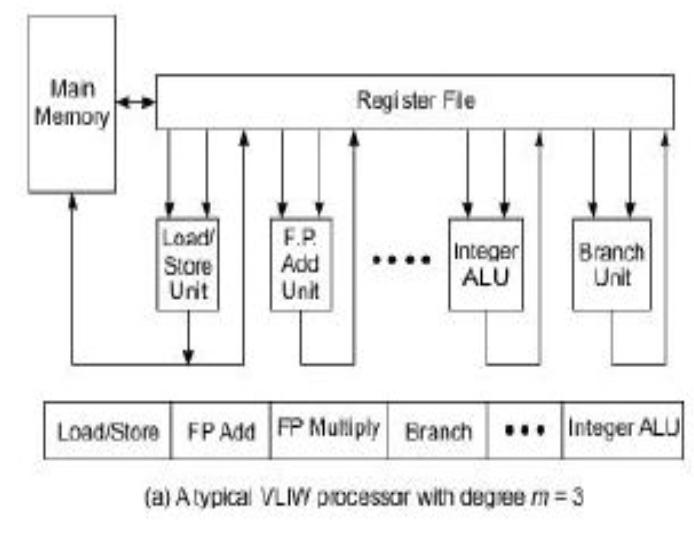 Main
Memory
Register File
Load/
Store
Unit
F.P.
Add
Unit
Integer
ALU
Branch
Unit
Load/Store FP Add FP Multiply Branch ••• Integer ALU
(a) A typical VLIW processor with degree m = 3